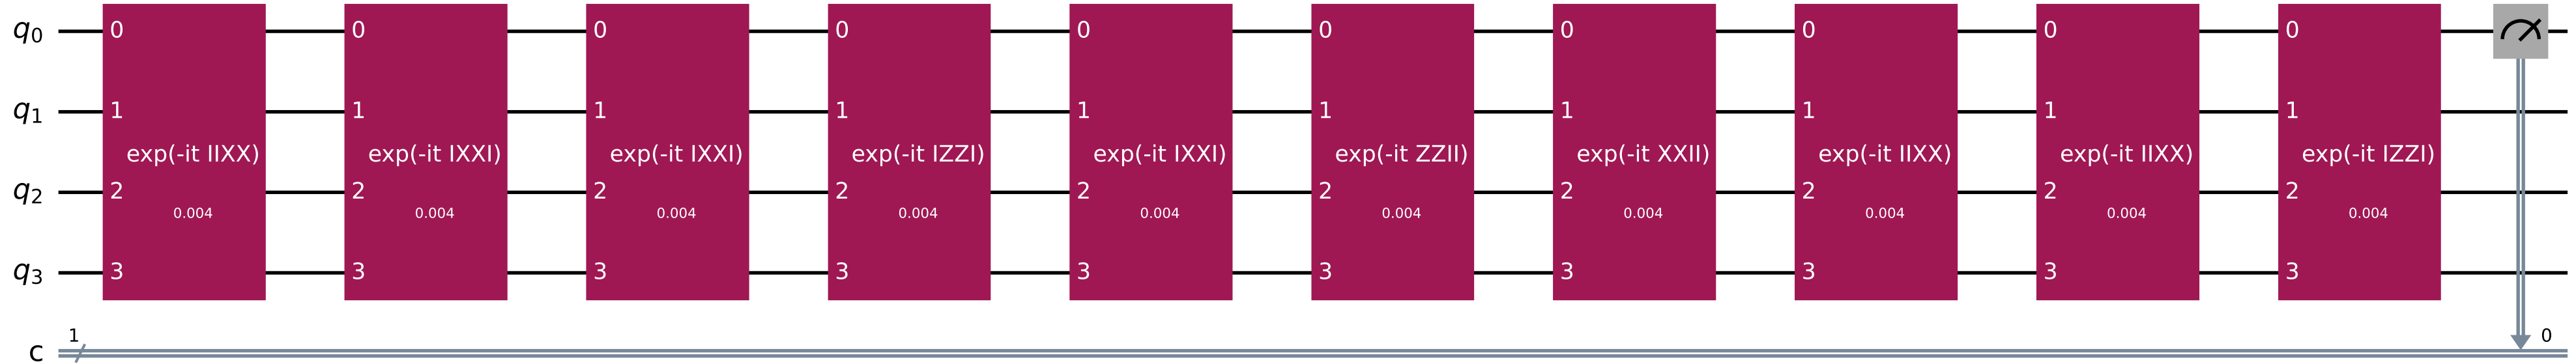 q0 0 0 0 0 0 0 0 0 0 0
q1 1 1 1 1 1 1 1 1 1 1
exp(-it IIXX) exp(-it IXXI) exp(-it IXXI) exp(-it IZZI) exp(-it IXXI) exp(-it ZZII) exp(-it XXII) exp(-it IIXX) exp(-it IIXX) exp(-it IZZI)
q2 2 2 2 2 2 2 2 2 2 2
0.004 0.004 0.004 0.004 0.004 0.004 0.004 0.004 0.004 0.004
q3 3 3 3 3 3 3 3 3 3 3
1 0
c